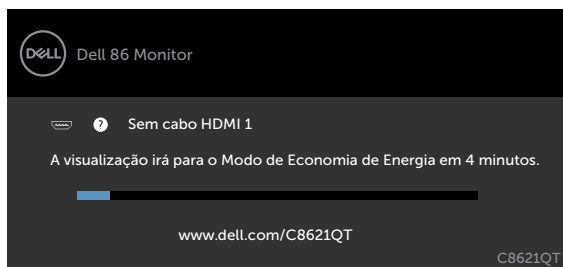 DELL
Dell 86 Monitor
? Sem cabo HDMI 1
A visualização irá para o Modo de Economia de Energia em 4 minutos.
www.dell.com/C8621QT
C8621QT